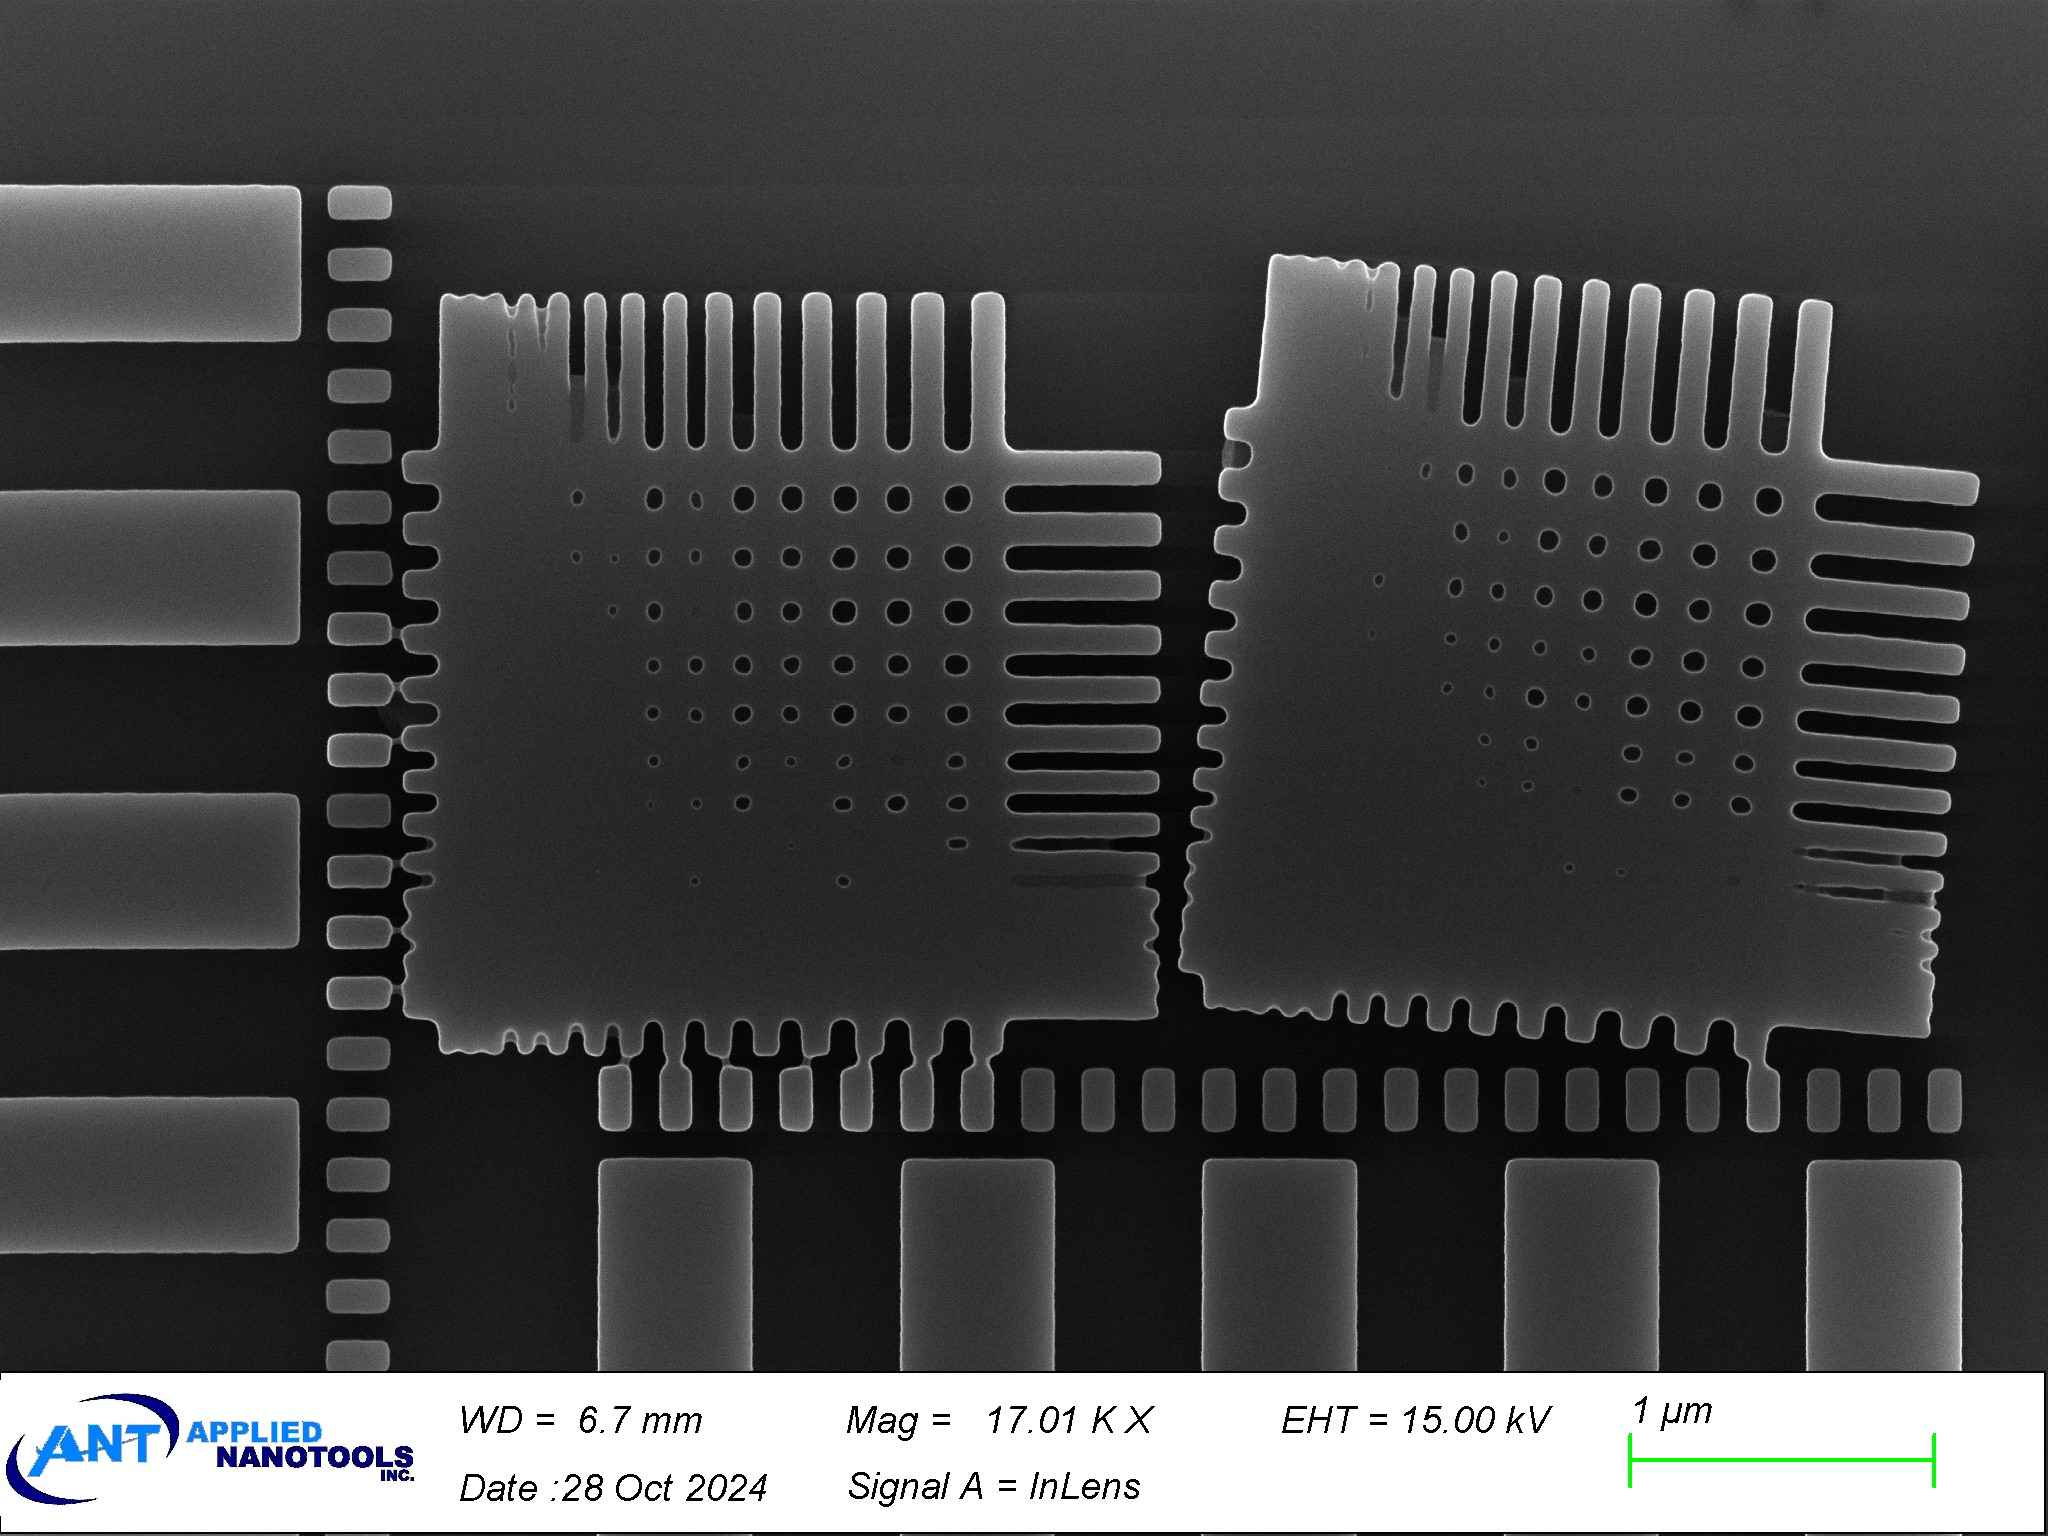 ANT APPLIED
NANOTOOLS
INC.
WD = 6.7 mm
Mag = 17.01 K X
EHT = 15.00 kV
1 µm
Date :28 Oct 2024
Signal A = InLens